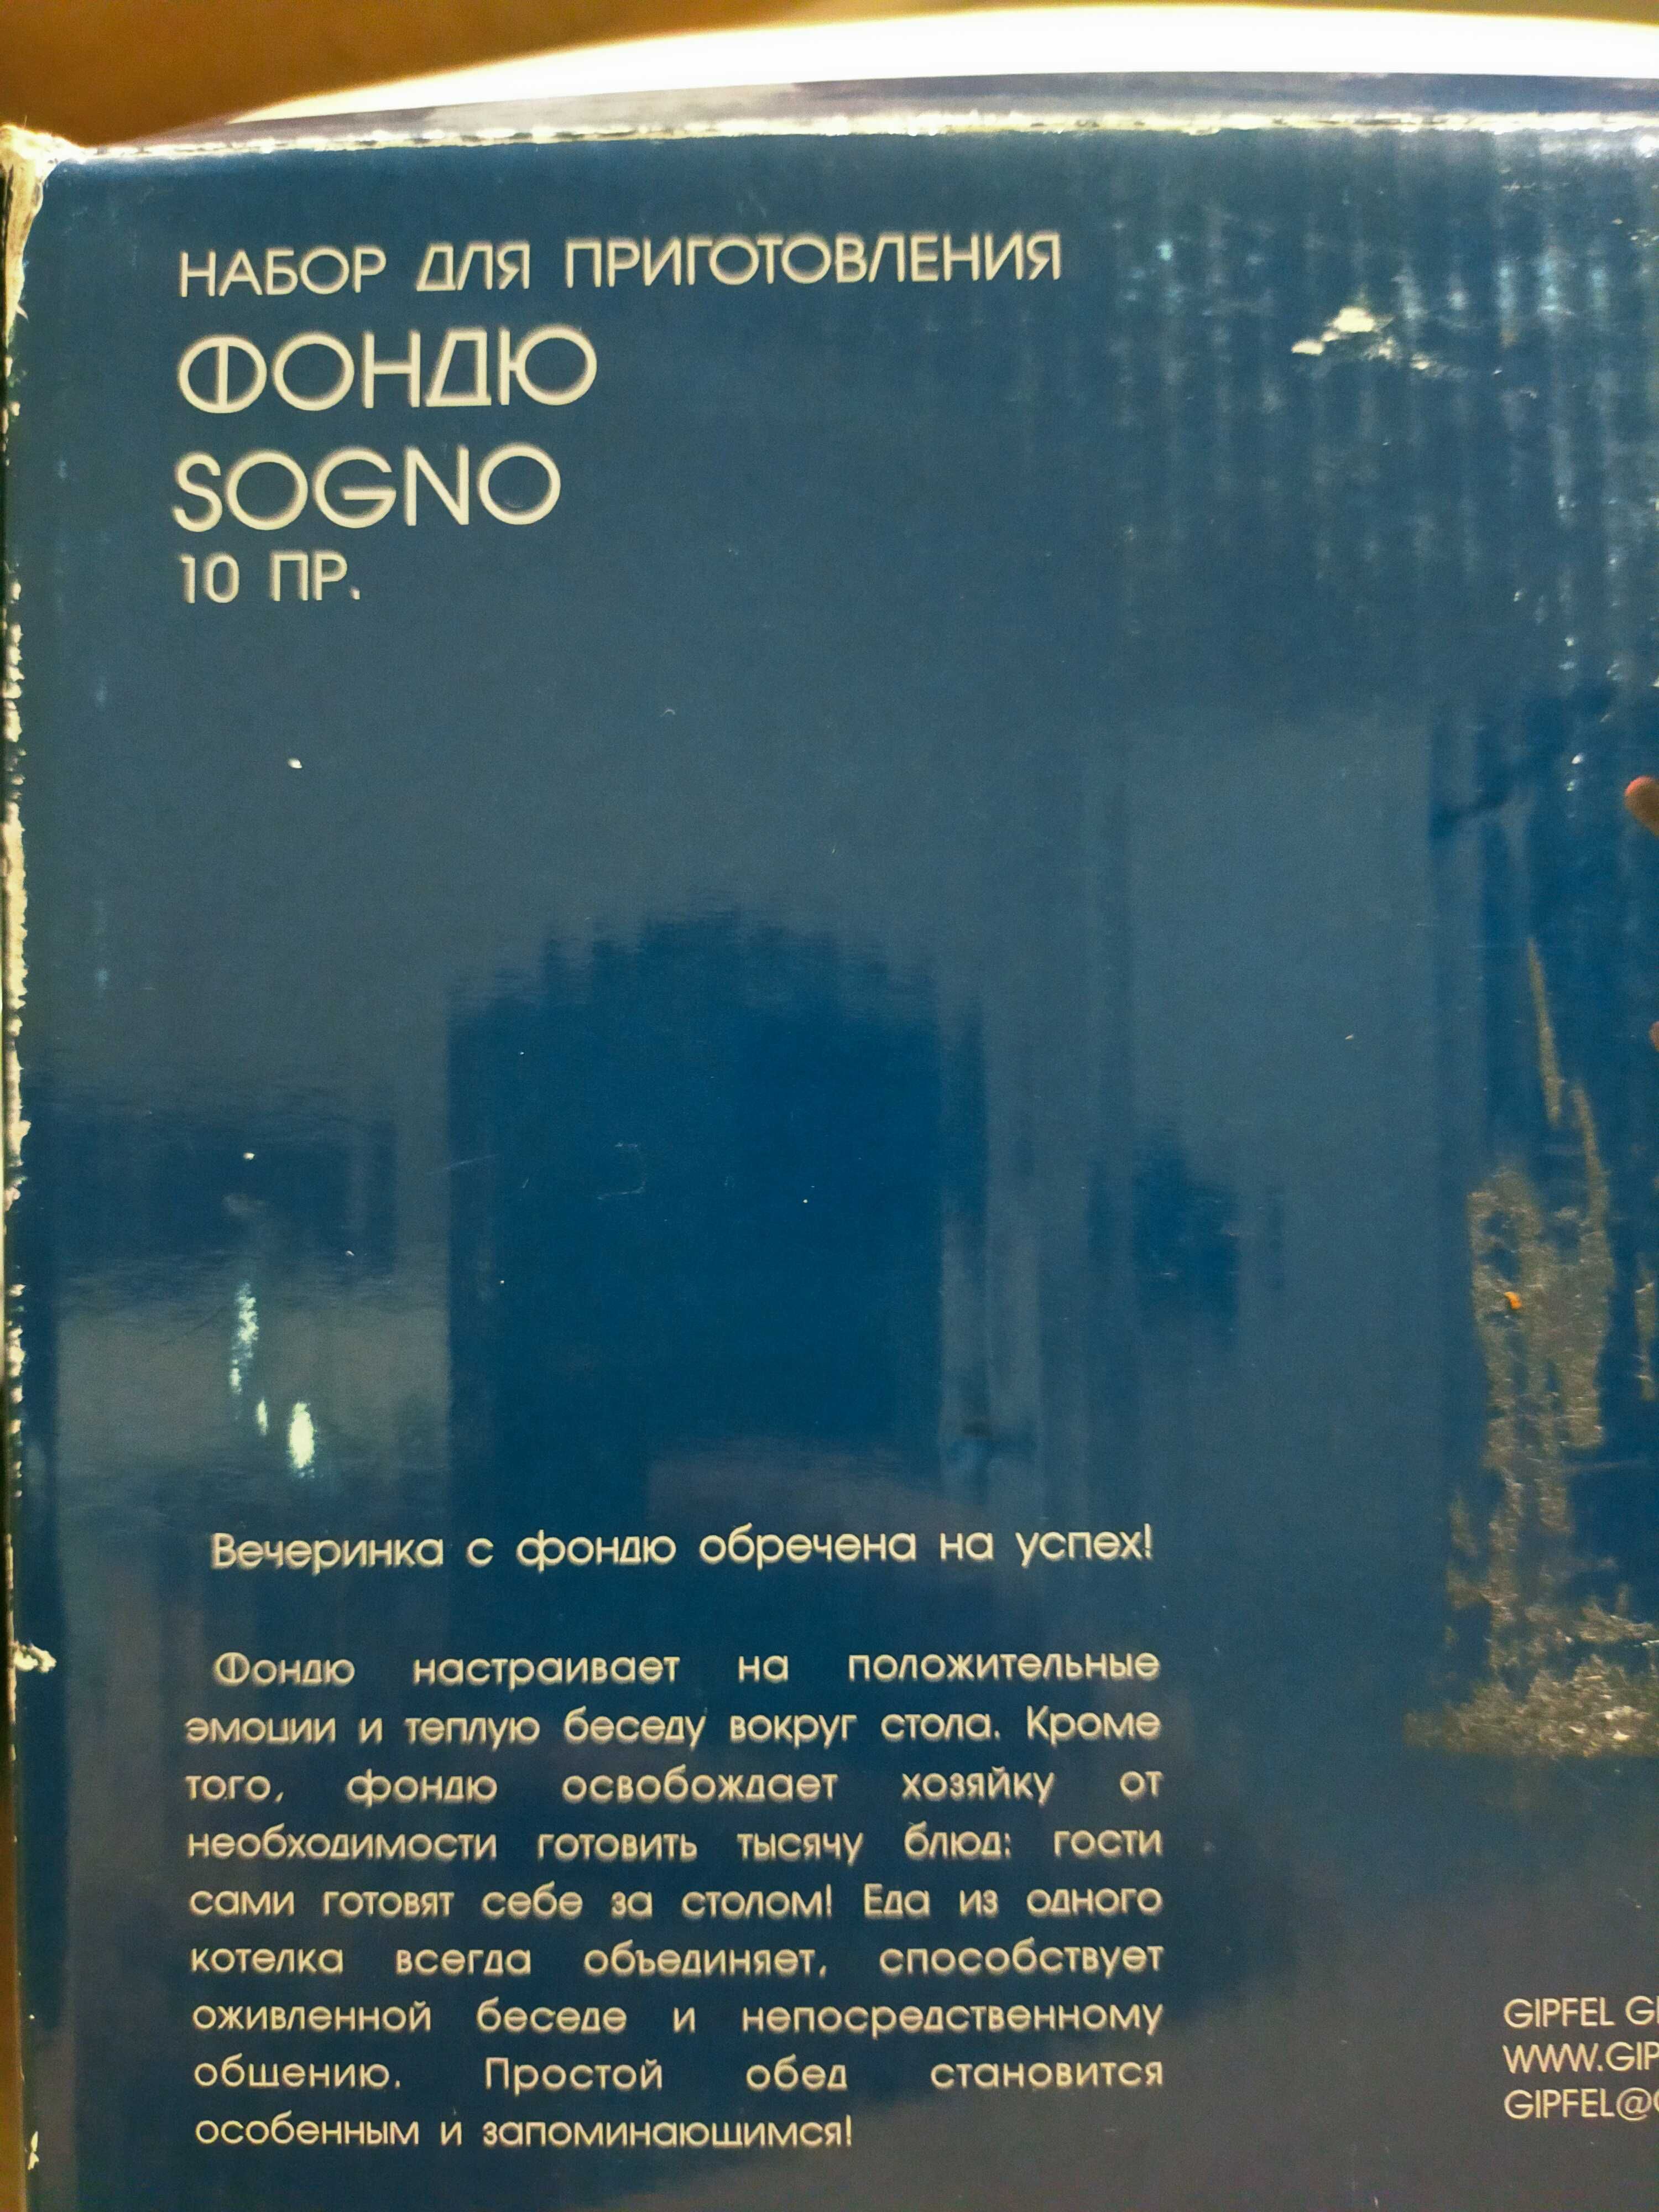 НАБОР ДЛЯ ПРИГОТОВЛЕНИЯ
ФОНДЮ
SOGNO
10 ПР.
Вечеринка с фондю обречена на успех!
Фондю настраивает на положительные
эмоции и теплую беседу вокруг стола. Кроме
того, фондю освобождает хозяйку от
необходимости готовить тысячу блюд: гости
сами готовят себе за столом! Еда из одного
котелка всегда объединяет, способствует
оживленной беседе и непосредственному
общению. Простой обед становится
особенным и запоминающимся!
GIPFEL